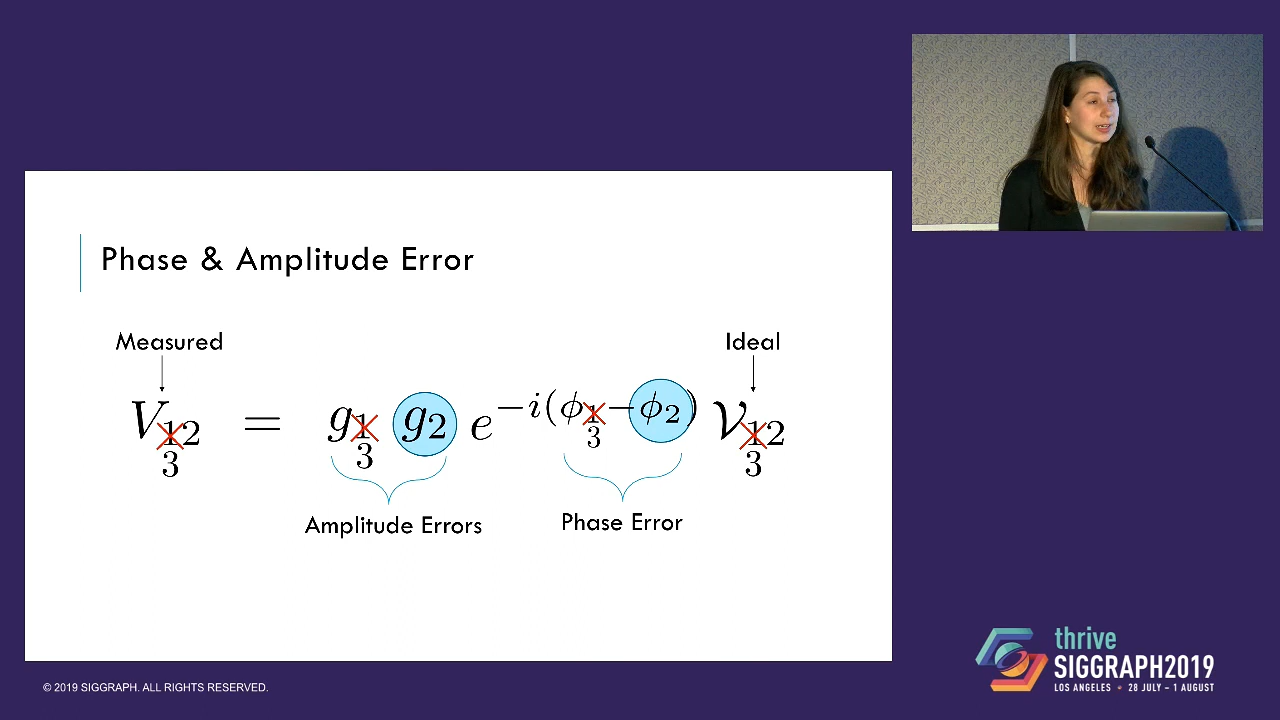 Phase & Amplitude Error
Measured
Ideal
V₁₂ = g₁ g₂ e^{−i(ϕ₁−ϕ₂)} 𝒱₁₂
3 3 3 3
Amplitude Errors
Phase Error
thrive
SIGGRAPH2019
LOS ANGELES • 28 JULY – 1 AUGUST
© 2019 SIGGRAPH. ALL RIGHTS RESERVED.